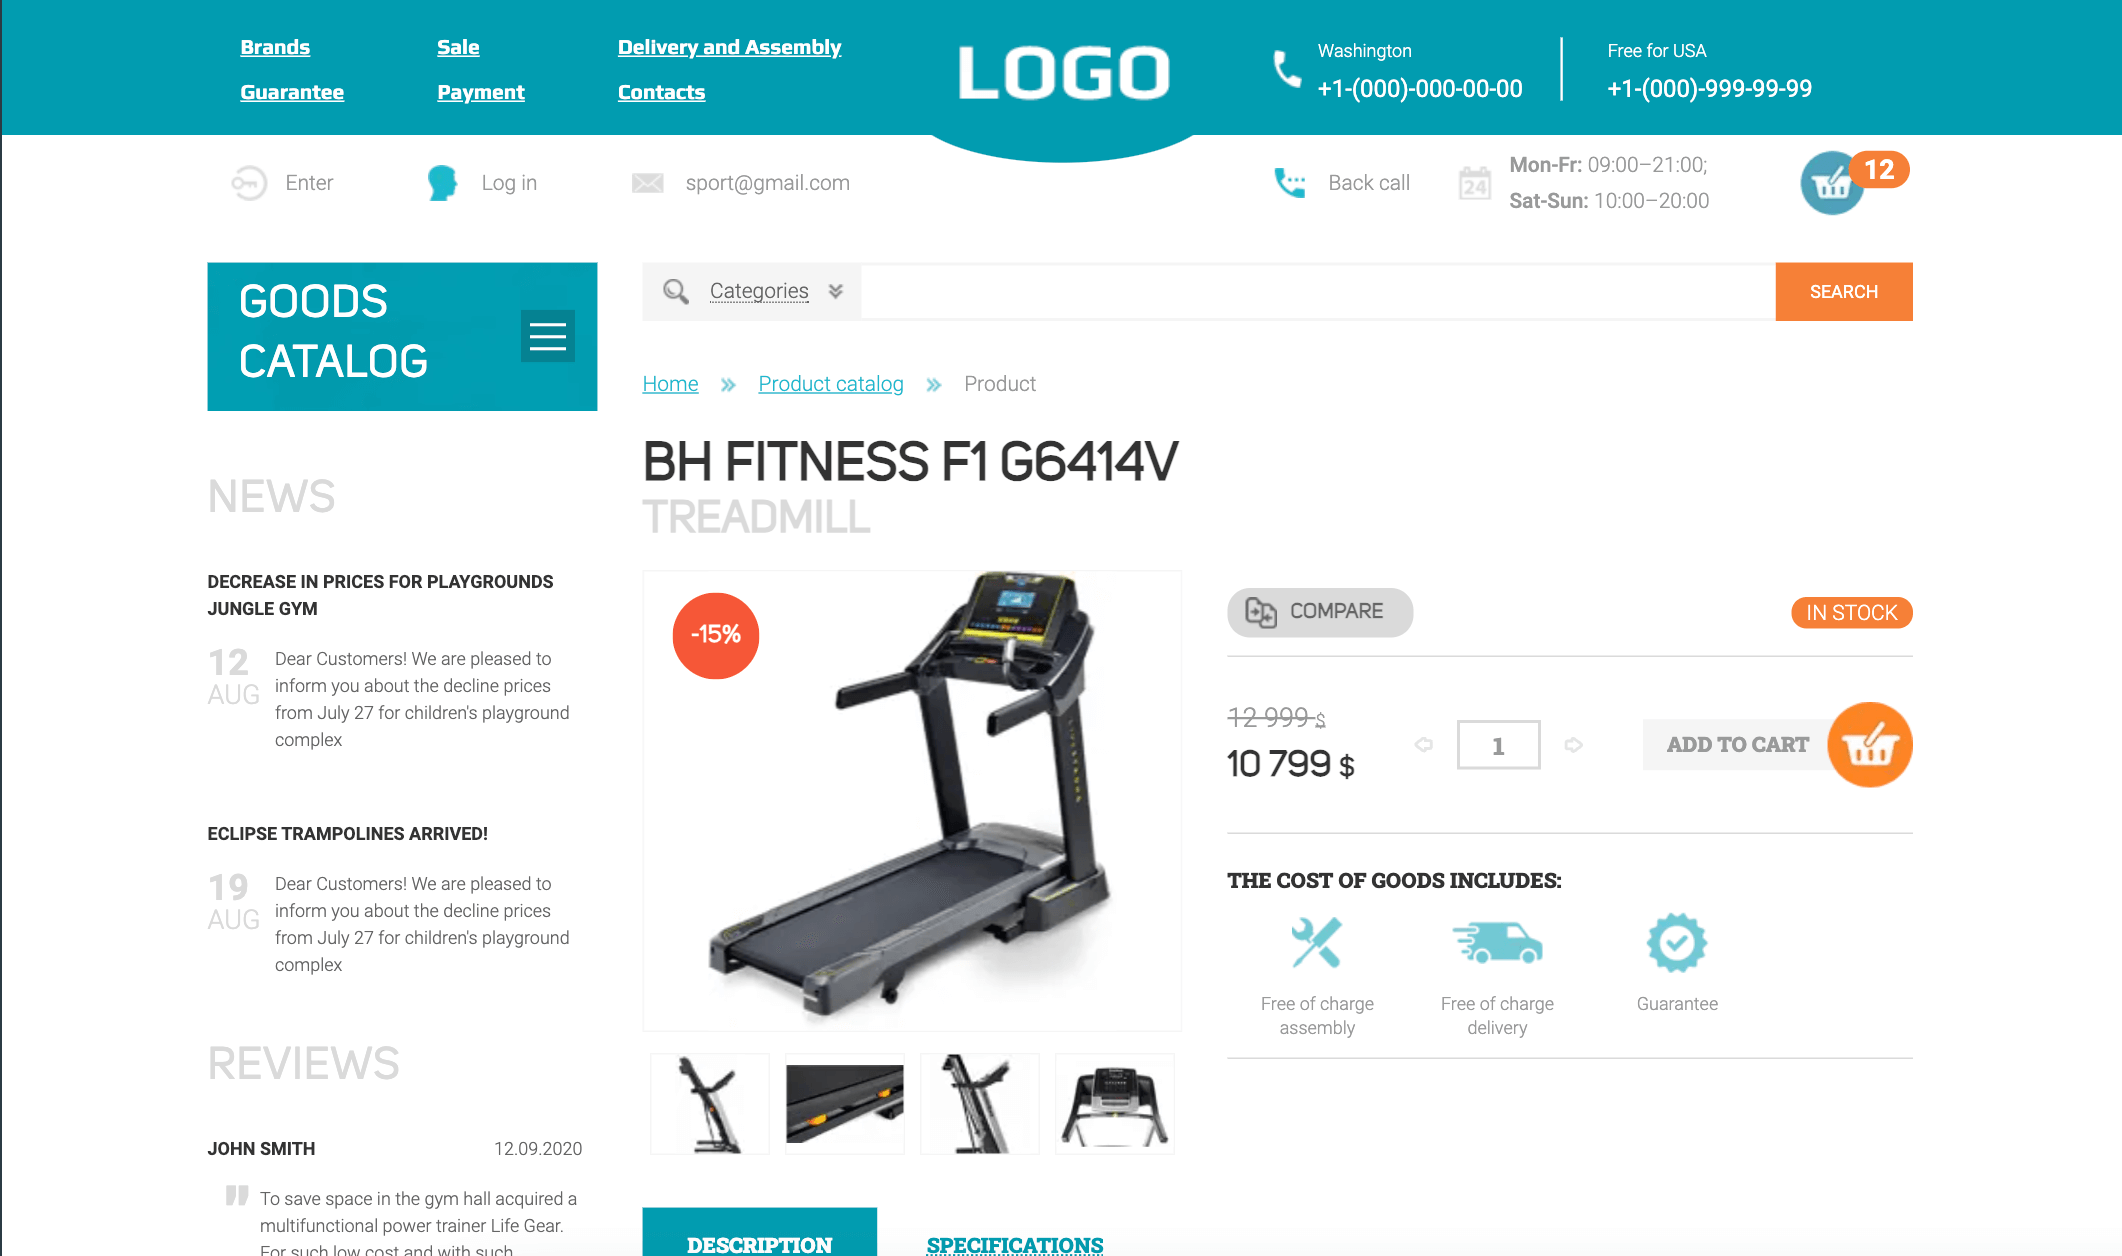 Brands
Sale
Delivery and Assembly
Guarantee
Payment
Contacts
LOGO
Washington
+1-(000)-000-00-00
Free for USA
+1-(000)-999-99-99
Enter
Log in
sport@gmail.com
Back call
24
Mon-Fr: 09:00–21:00;
Sat-Sun: 10:00–20:00
12
GOODS
CATALOG
Categories
SEARCH
Home
Product catalog
Product
BH FITNESS F1 G6414V
TREADMILL
NEWS
DECREASE IN PRICES FOR PLAYGROUNDS
JUNGLE GYM
12
AUG
Dear Customers! We are pleased to
inform you about the decline prices
from July 27 for children's playground
complex
ECLIPSE TRAMPOLINES ARRIVED!
19
AUG
Dear Customers! We are pleased to
inform you about the decline prices
from July 27 for children's playground
complex
REVIEWS
JOHN SMITH
12.09.2020
To save space in the gym hall acquired a
multifunctional power trainer Life Gear.
For such low cost and with such
-15%
COMPARE
IN STOCK
12 999 $
10 799 $
1
ADD TO CART
THE COST OF GOODS INCLUDES:
Free of charge
assembly
Free of charge
delivery
Guarantee
DESCRIPTION
SPECIFICATIONS